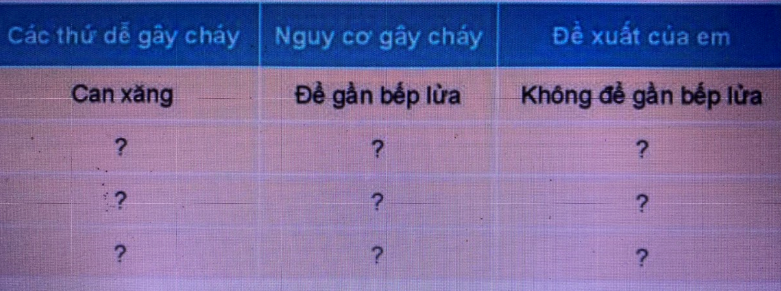 Các thứ dễ gây cháy Nguy cơ gây cháy Đề xuất của em
Can xăng Để gần bếp lửa Không để gần bếp lửa
? ? ?
? ? ?
? ? ?